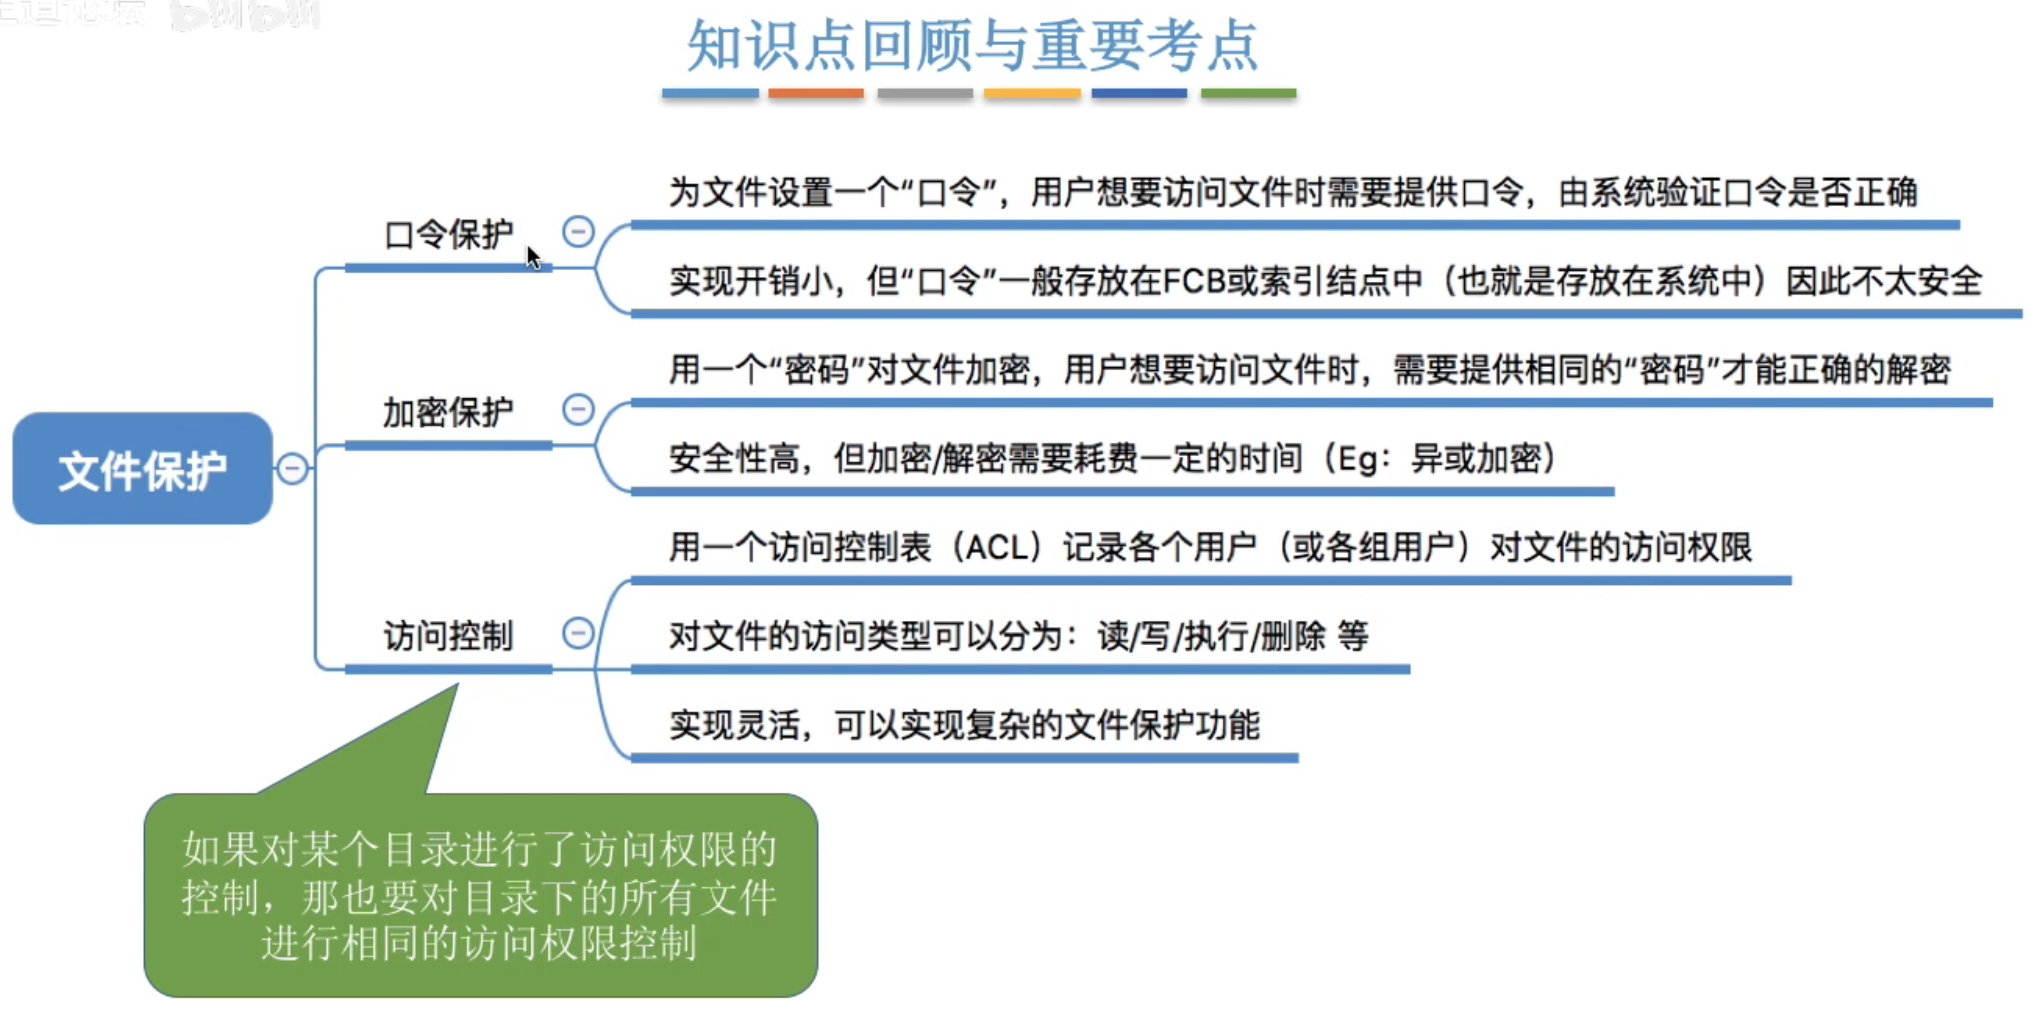 王道论坛 bilibili
知识点回顾与重要考点
为文件设置一个“口令”，用户想要访问文件时需要提供口令，由系统验证口令是否正确
口令保护
实现开销小，但“口令”一般存放在FCB或索引结点中（也就是存放在系统中）因此不太安全
用一个“密码”对文件加密，用户想要访问文件时，需要提供相同的“密码”才能正确的解密
加密保护
安全性高，但加密/解密需要耗费一定的时间（Eg：异或加密）
文件保护
用一个访问控制表（ACL）记录各个用户（或各组用户）对文件的访问权限
访问控制
对文件的访问类型可以分为：读/写/执行/删除 等
实现灵活，可以实现复杂的文件保护功能
如果对某个目录进行了访问权限的
控制，那也要对目录下的所有文件
进行相同的访问权限控制